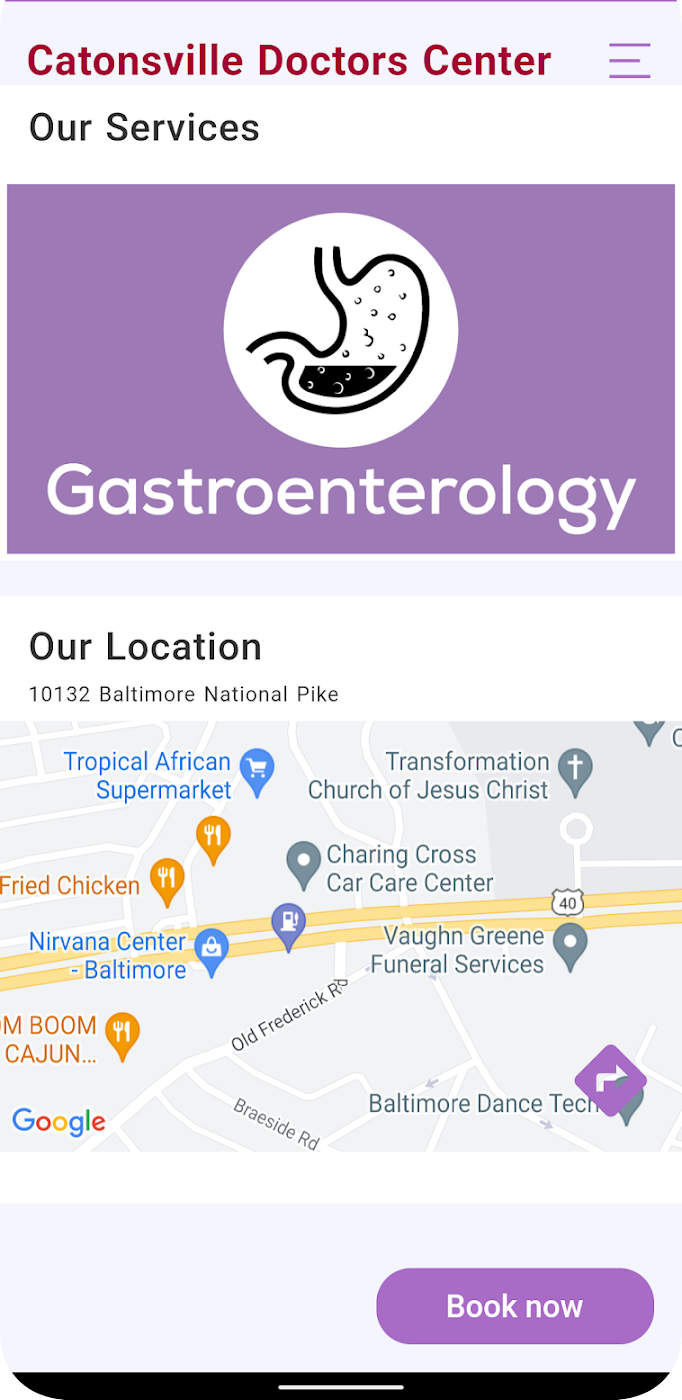 Catonsville Doctors Center
Our Services
Gastroenterology
Our Location
10132 Baltimore National Pike
Tropical African
Supermarket
Transformation
Church of Jesus Christ
C
Charing Cross
Car Care Center
Fried Chicken
40
Nirvana Center
- Baltimore
Vaughn Greene
Funeral Services
OM BOOM
CAJUN...
Old Frederick Rd
Baltimore Dance Tech
Braeside Rd
Google
Book now